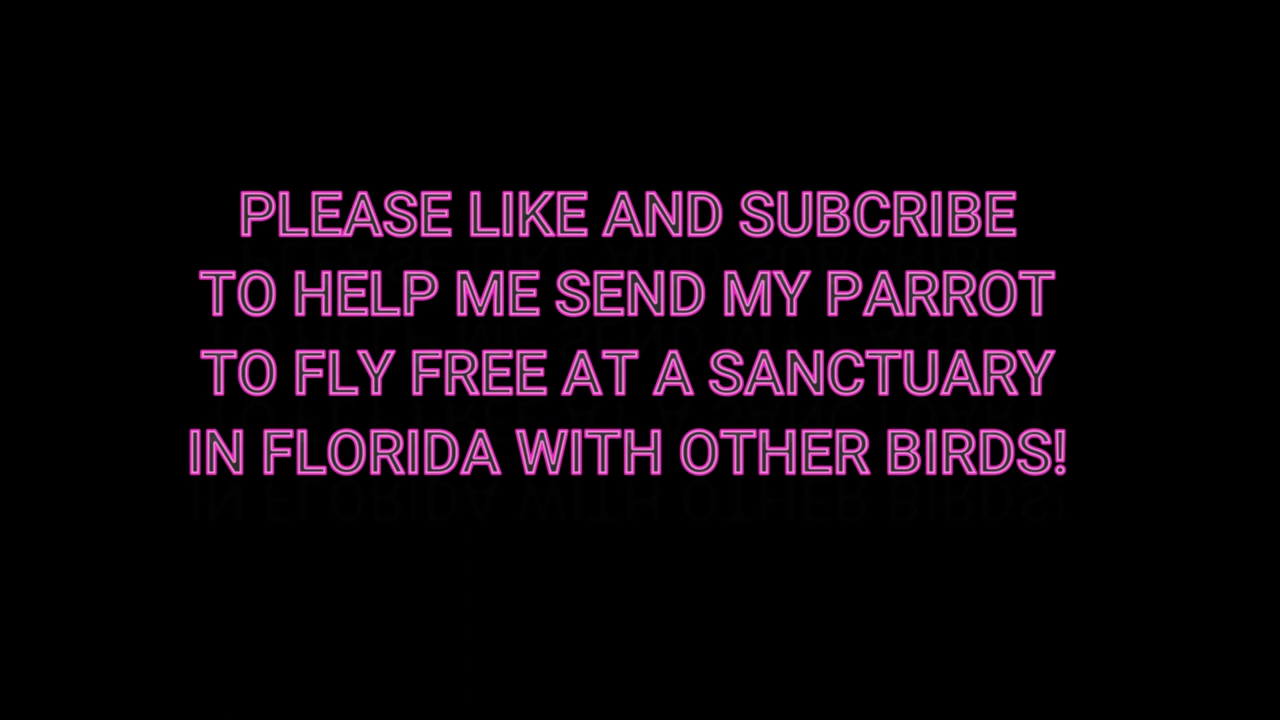 PLEASE LIKE AND SUBCRIBE
TO HELP ME SEND MY PARROT
TO FLY FREE AT A SANCTUARY
IN FLORIDA WITH OTHER BIRDS!